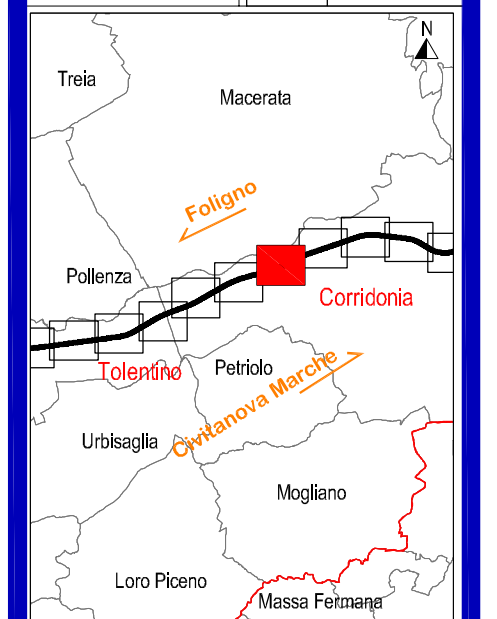 N
Treia
Macerata
Foligno
Pollenza
Corridonia
Tolentino
Petriolo
Civitanova Marche
Urbisaglia
Mogliano
Loro Piceno
Massa Fermana